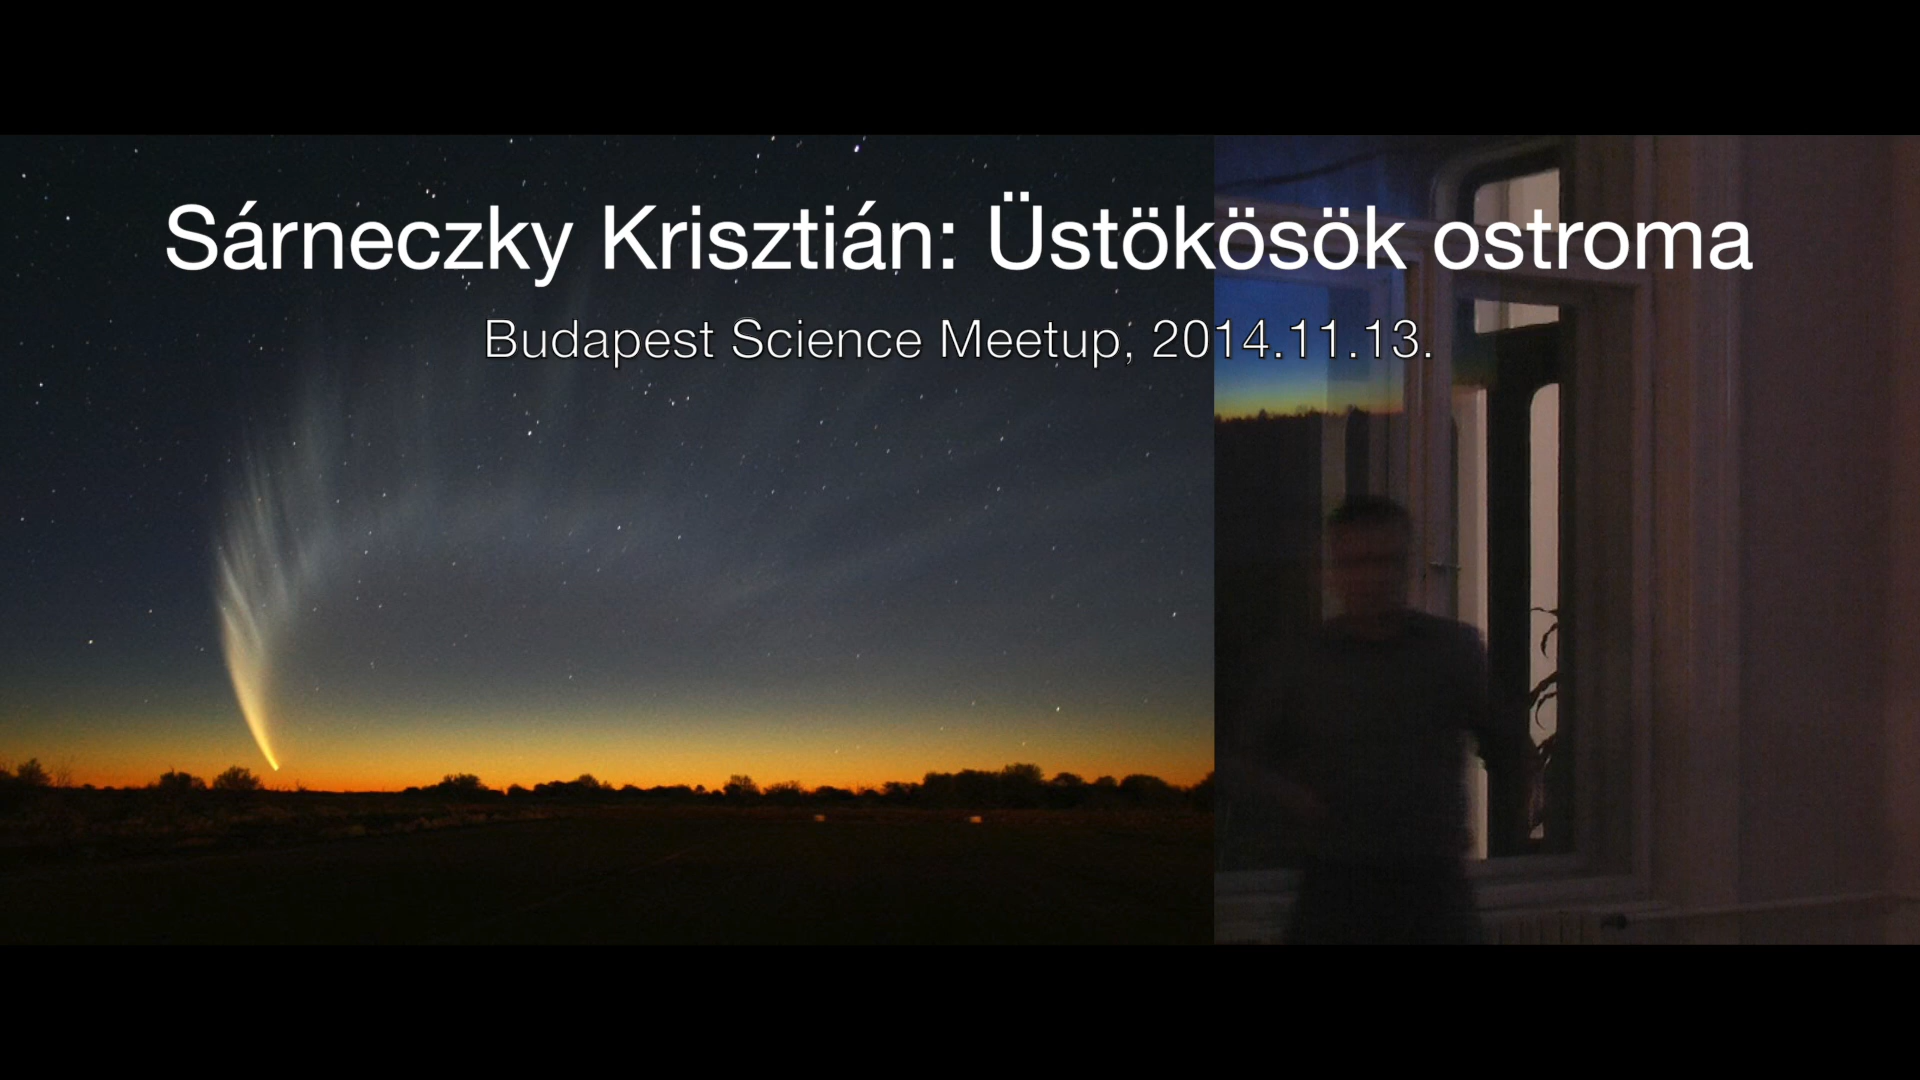 Sárneczky Krisztián: Üstökösök ostroma
Budapest Science Meetup, 2014.11.13.